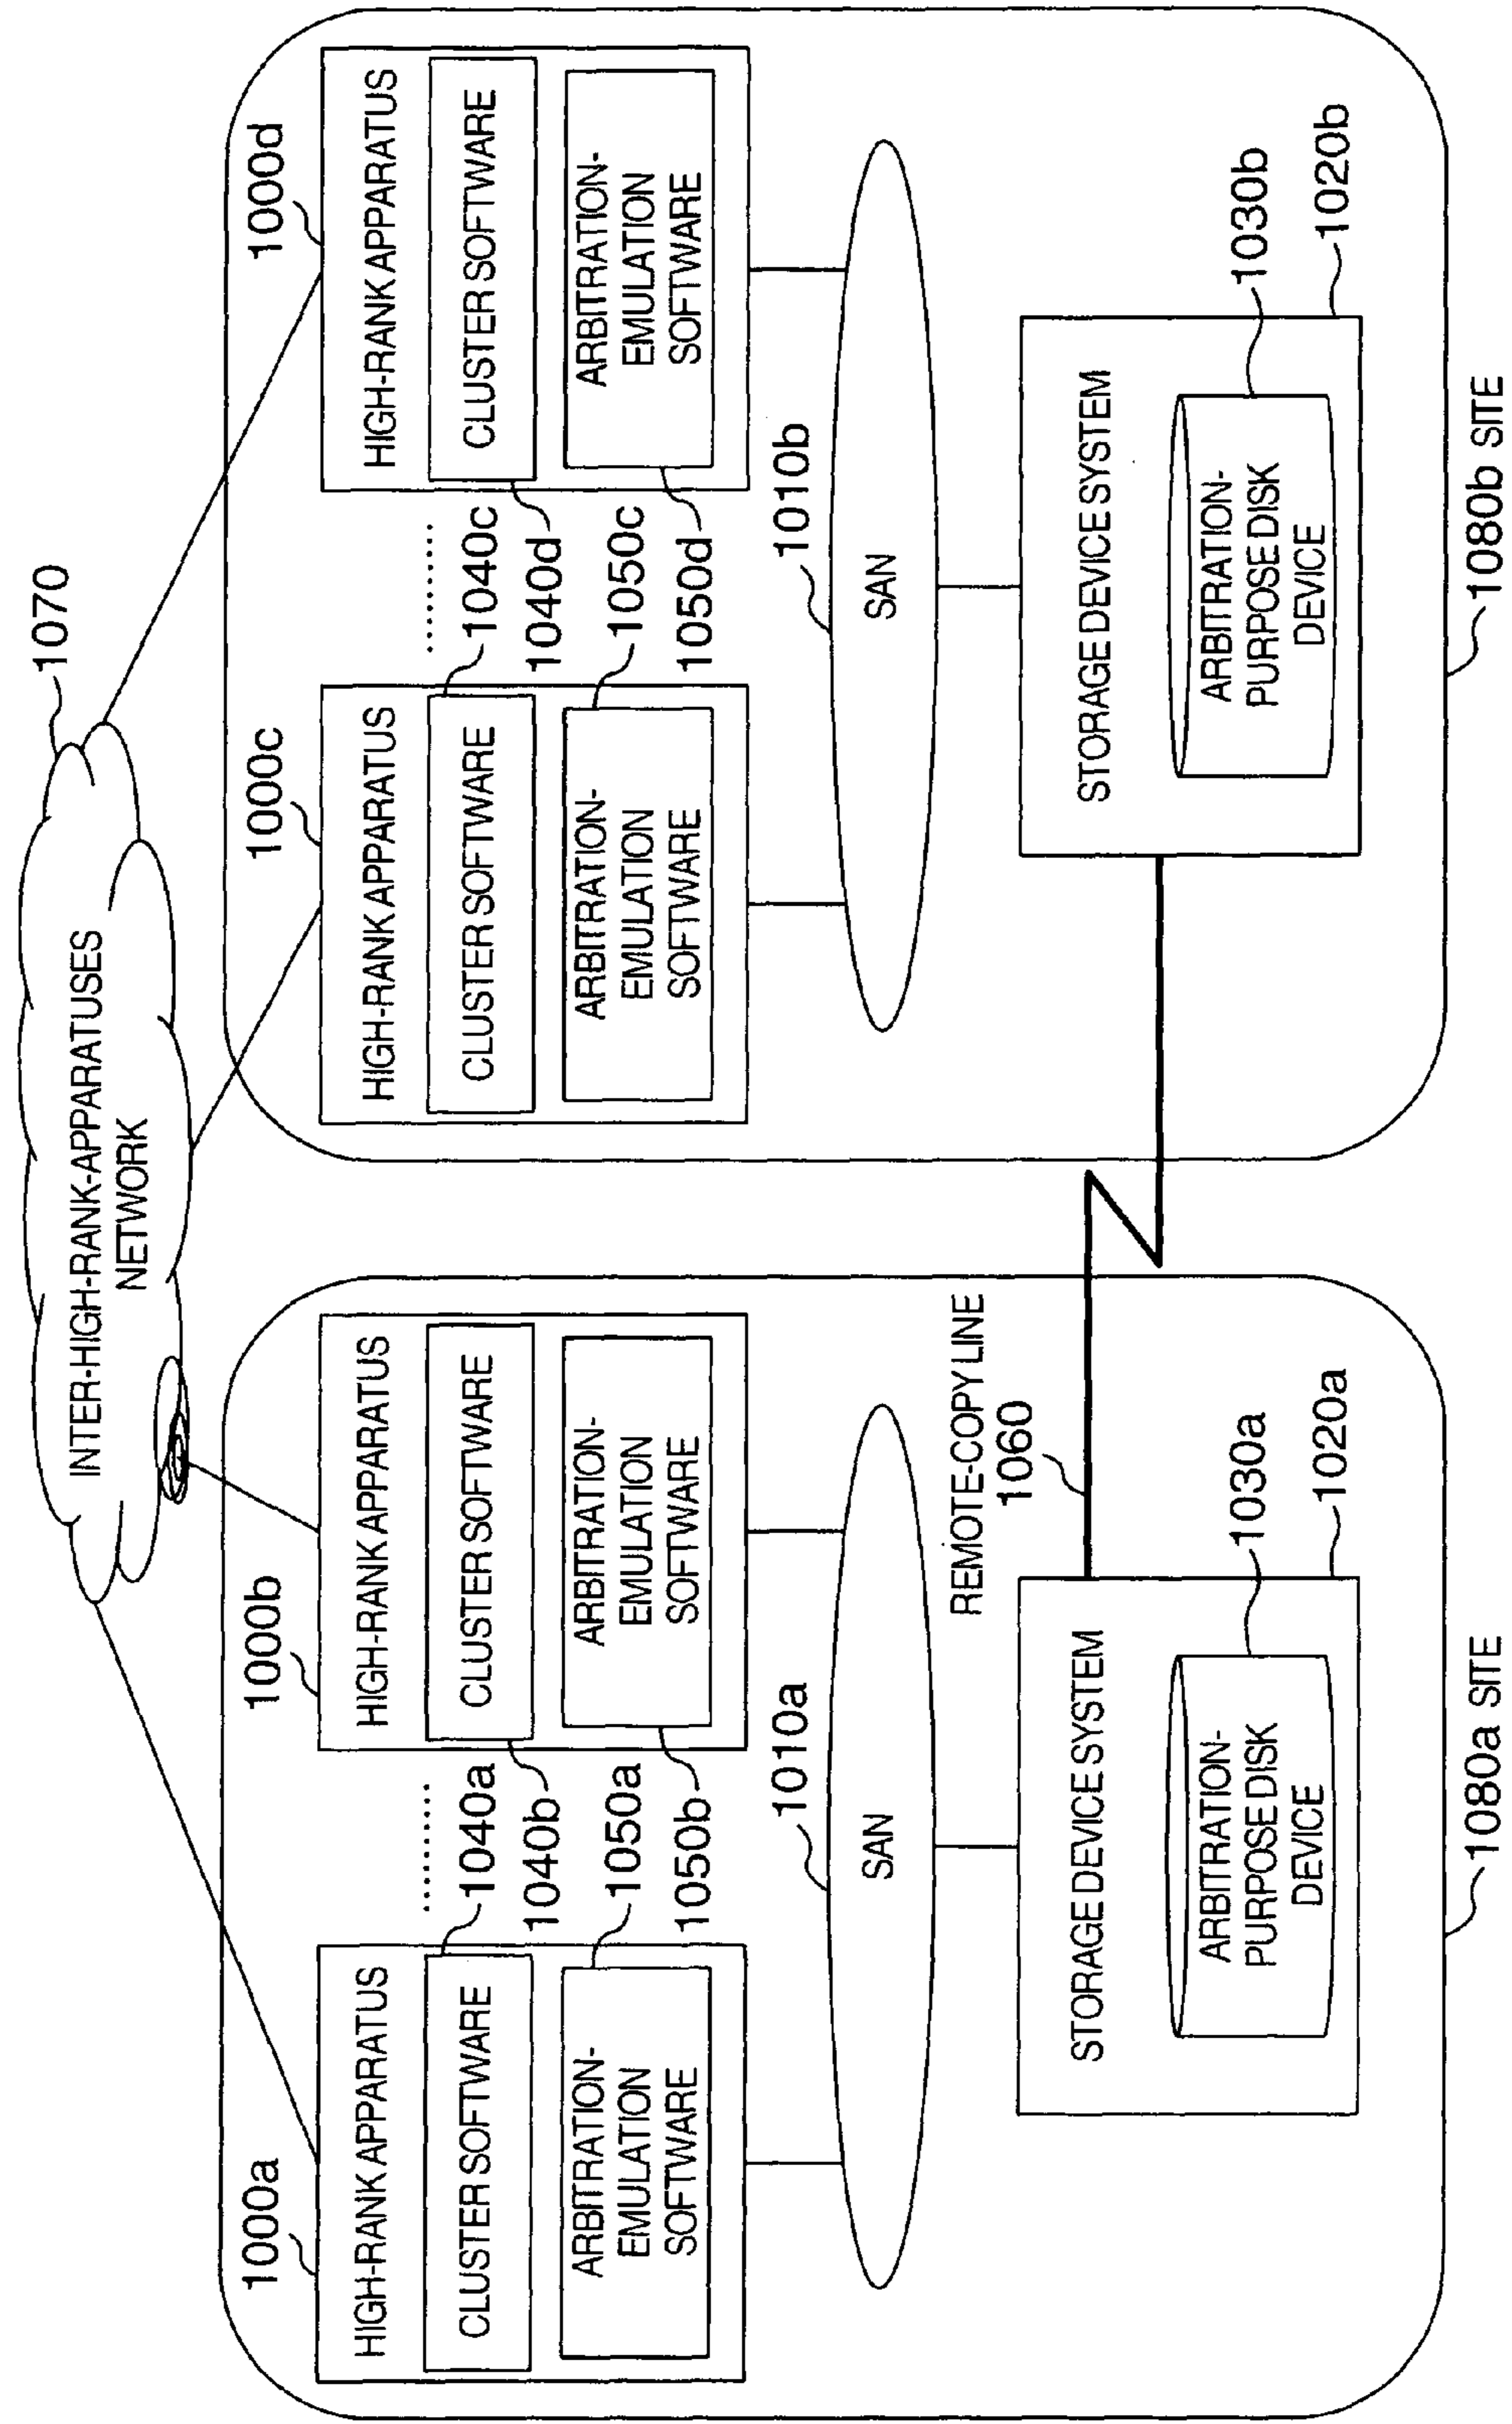 1070
INTER-HIGH-RANK-APPARATUSES
NETWORK
1000a
HIGH-RANK APPARATUS
CLUSTER SOFTWARE
ARBITRATION-
EMULATION
SOFTWARE
1040a
1040b
1050a
1050b
1000b
HIGH-RANK APPARATUS
CLUSTER SOFTWARE
ARBITRATION-
EMULATION
SOFTWARE
1010a
SAN
REMOTE-COPY LINE
1060
STORAGE DEVICE SYSTEM
ARBITRATION-
PURPOSE DISK
DEVICE
1030a
1020a
1080a SITE
1000c
HIGH-RANK APPARATUS
CLUSTER SOFTWARE
ARBITRATION-
EMULATION
SOFTWARE
1040c
1040d
1050c
1050d
1000d
HIGH-RANK APPARATUS
CLUSTER SOFTWARE
ARBITRATION-
EMULATION
SOFTWARE
1010b
SAN
STORAGE DEVICE SYSTEM
ARBITRATION-
PURPOSE DISK
DEVICE
1030b
1020b
1080b SITE